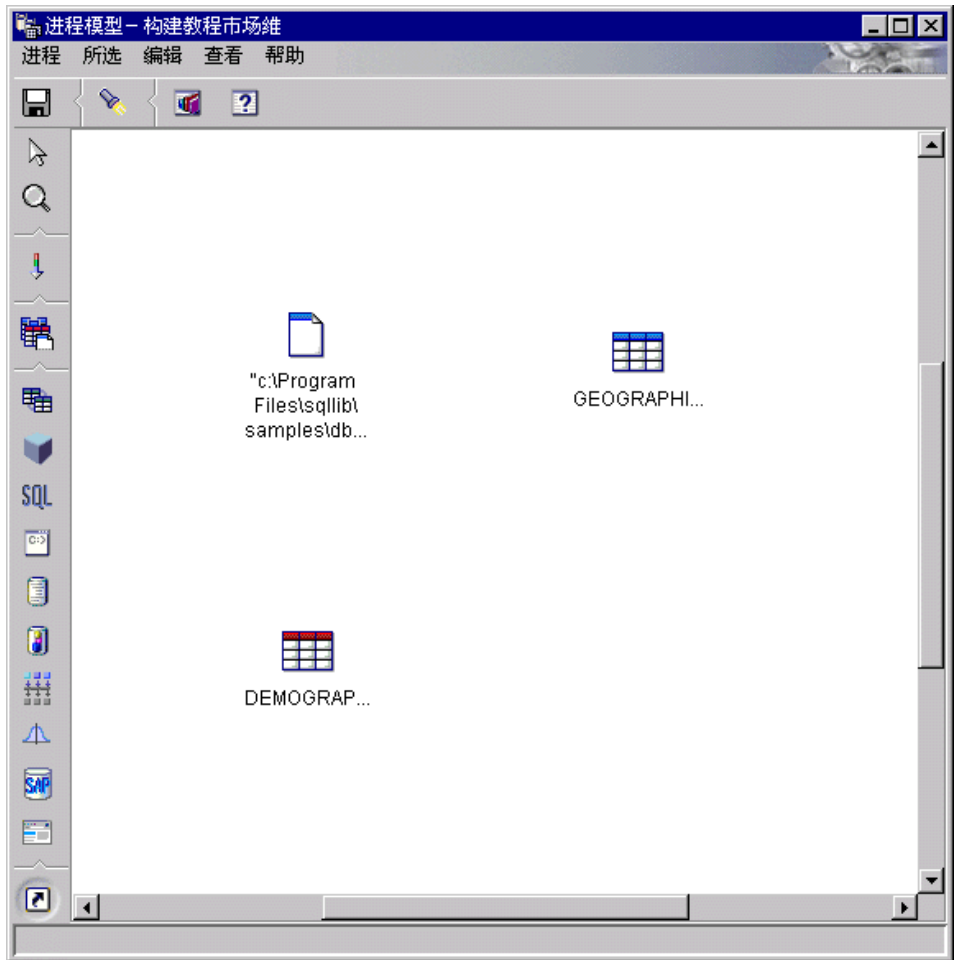 进程模型 – 构建教程市场维
进程 所选 编辑 查看 帮助
"c:\Program
Files\sqllib\
samples\db...
GEOGRAPHI...
SQL
C:>
DEMOGRAP...
SAP